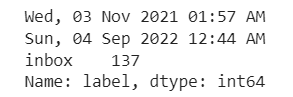 Wed, 03 Nov 2021 01:57 AM
Sun, 04 Sep 2022 12:44 AM
inbox    137
Name: label, dtype: int64